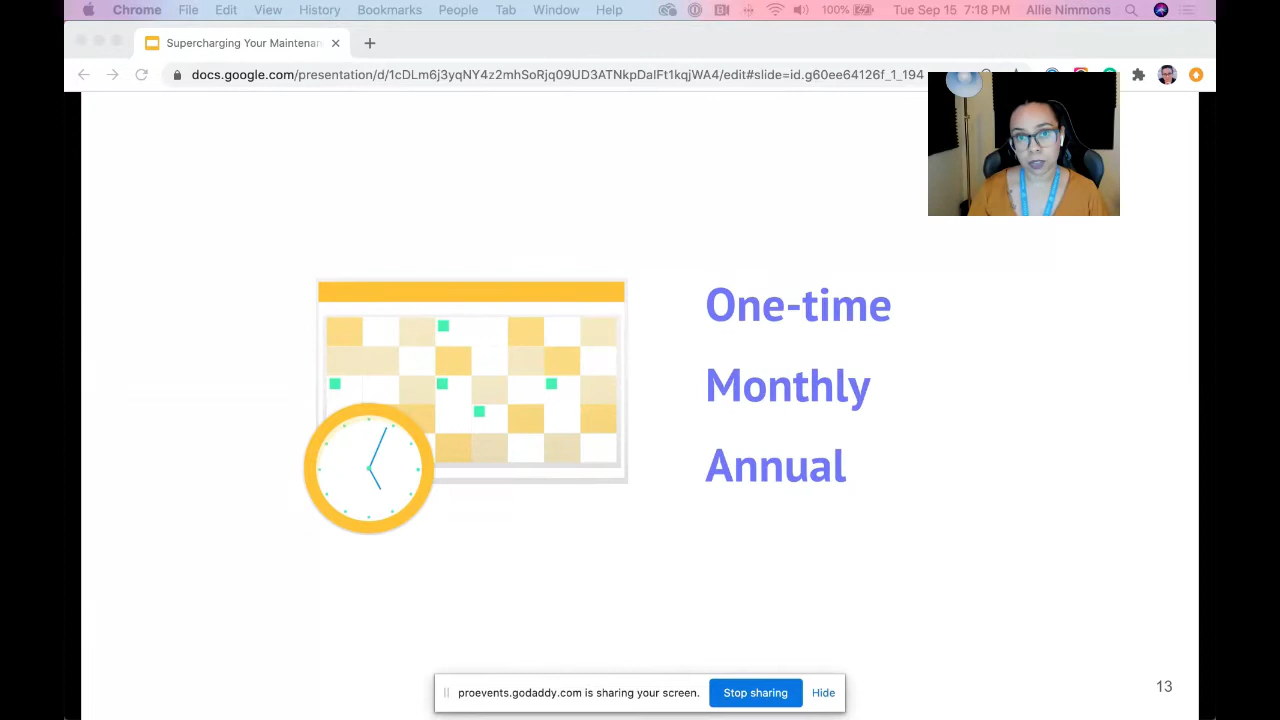 Chrome File Edit View History Bookmarks People Tab Window Help 100% Tue Sep 15 7:18 PM Allie Nimmons
Supercharging Your Maintenan
docs.google.com/presentation/d/1cDLm6j3yqNY4z2mhSoRjq09UD3ATNkpDalFt1kqjWA4/edit#slide=id.g60ee64126f_1_194
One-time
Monthly
Annual
proevents.godaddy.com is sharing your screen. Stop sharing Hide
13